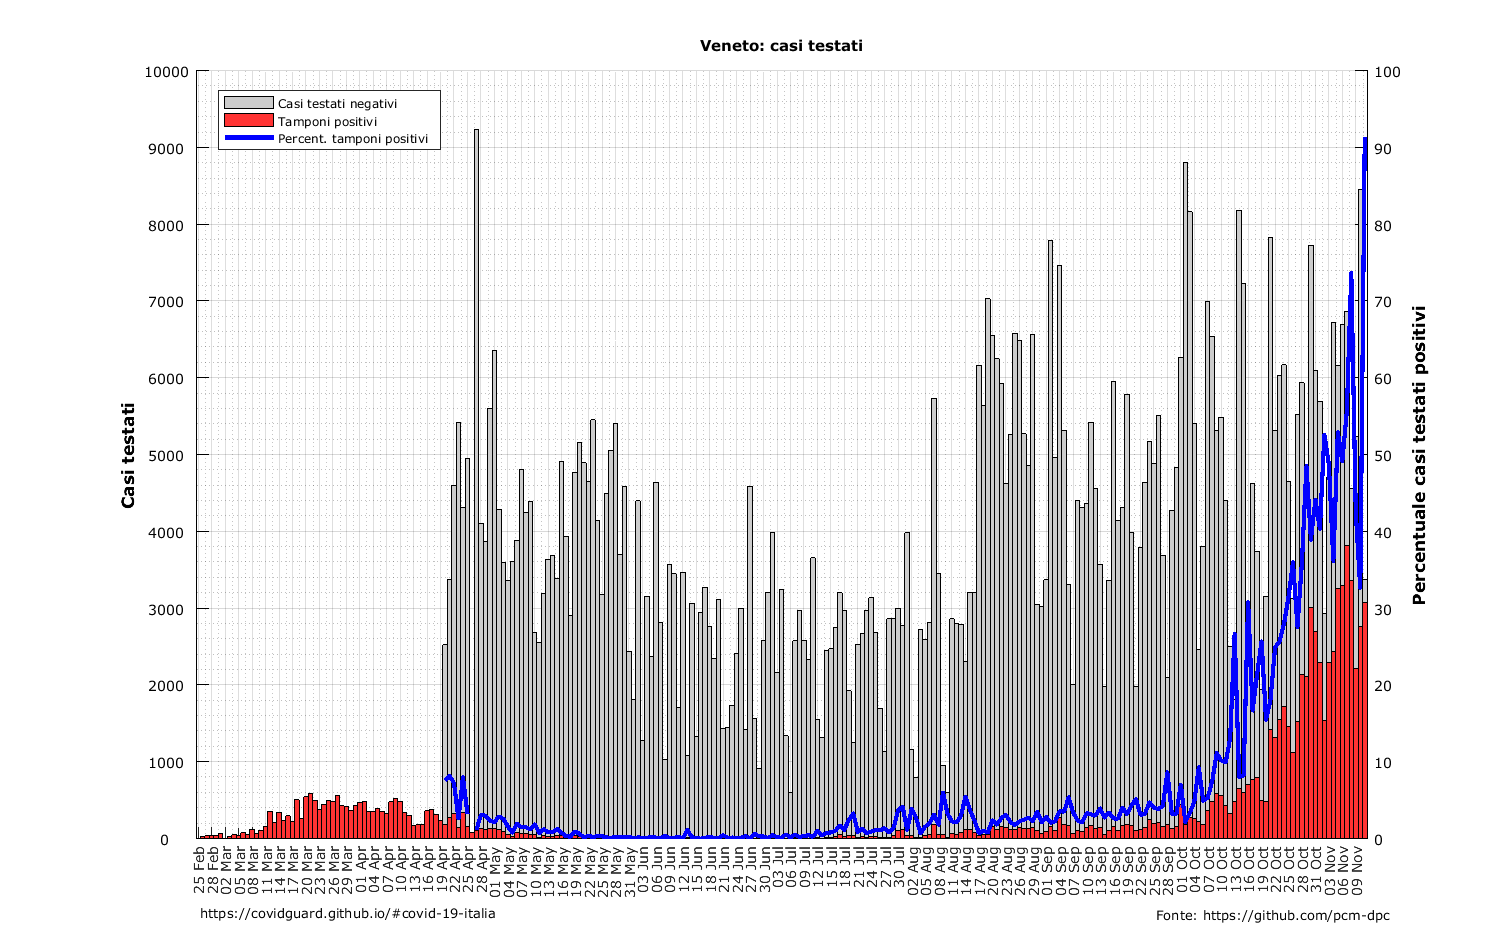 Veneto: casi testati
10000
9000
8000
7000
6000
5000
4000
3000
2000
1000
0
Casi testati
Casi testati negativi
Tamponi positivi
Percent. tamponi positivi
100
90
80
70
60
50
40
30
20
10
0
Percentuale casi testati positivi
25 Feb
28 Feb
02 Mar
05 Mar
08 Mar
11 Mar
14 Mar
17 Mar
20 Mar
23 Mar
26 Mar
29 Mar
01 Apr
04 Apr
07 Apr
10 Apr
13 Apr
16 Apr
19 Apr
22 Apr
25 Apr
28 Apr
01 May
04 May
07 May
10 May
13 May
16 May
19 May
22 May
25 May
28 May
31 May
03 Jun
06 Jun
09 Jun
12 Jun
15 Jun
18 Jun
21 Jun
24 Jun
27 Jun
30 Jun
03 Jul
06 Jul
09 Jul
12 Jul
15 Jul
18 Jul
21 Jul
24 Jul
27 Jul
30 Jul
02 Aug
05 Aug
08 Aug
11 Aug
14 Aug
17 Aug
20 Aug
23 Aug
26 Aug
29 Aug
01 Sep
04 Sep
07 Sep
10 Sep
13 Sep
16 Sep
19 Sep
22 Sep
25 Sep
28 Sep
01 Oct
04 Oct
07 Oct
10 Oct
13 Oct
16 Oct
19 Oct
22 Oct
25 Oct
28 Oct
31 Oct
03 Nov
06 Nov
09 Nov
https://covidguard.github.io/#covid-19-italia
Fonte: https://github.com/pcm-dpc